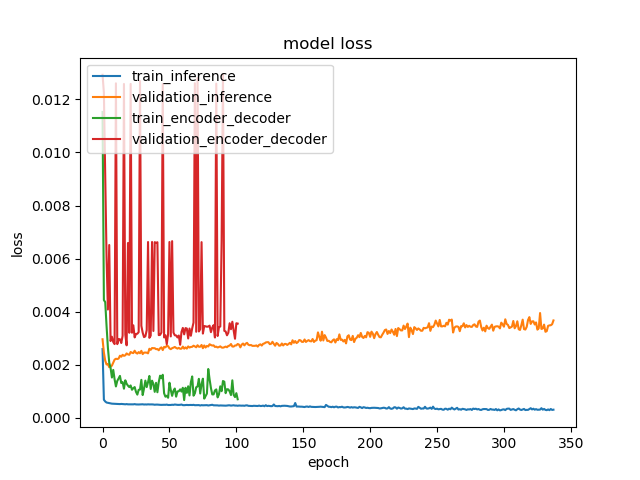 model loss
train_inference
validation_inference
train_encoder_decoder
validation_encoder_decoder
0.012
0.010
0.008
0.006
0.004
0.002
0.000
loss
0 50 100 150 200 250 300 350
epoch